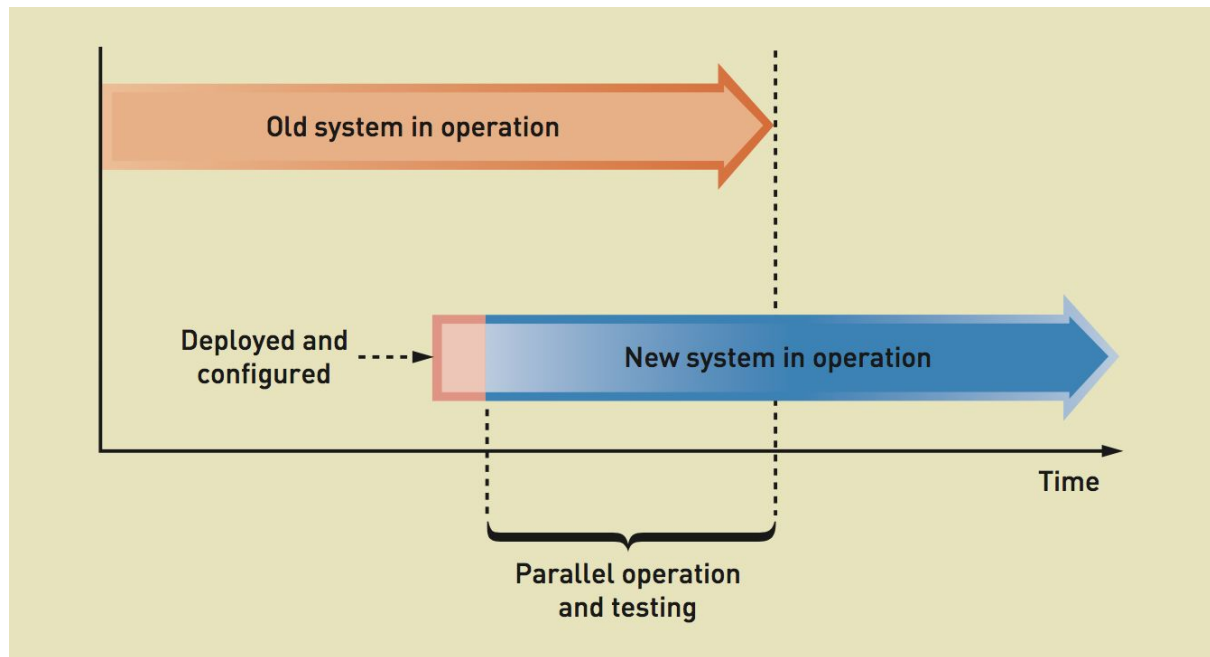 Old system in operation
Deployed and
configured
New system in operation
Time
Parallel operation
and testing